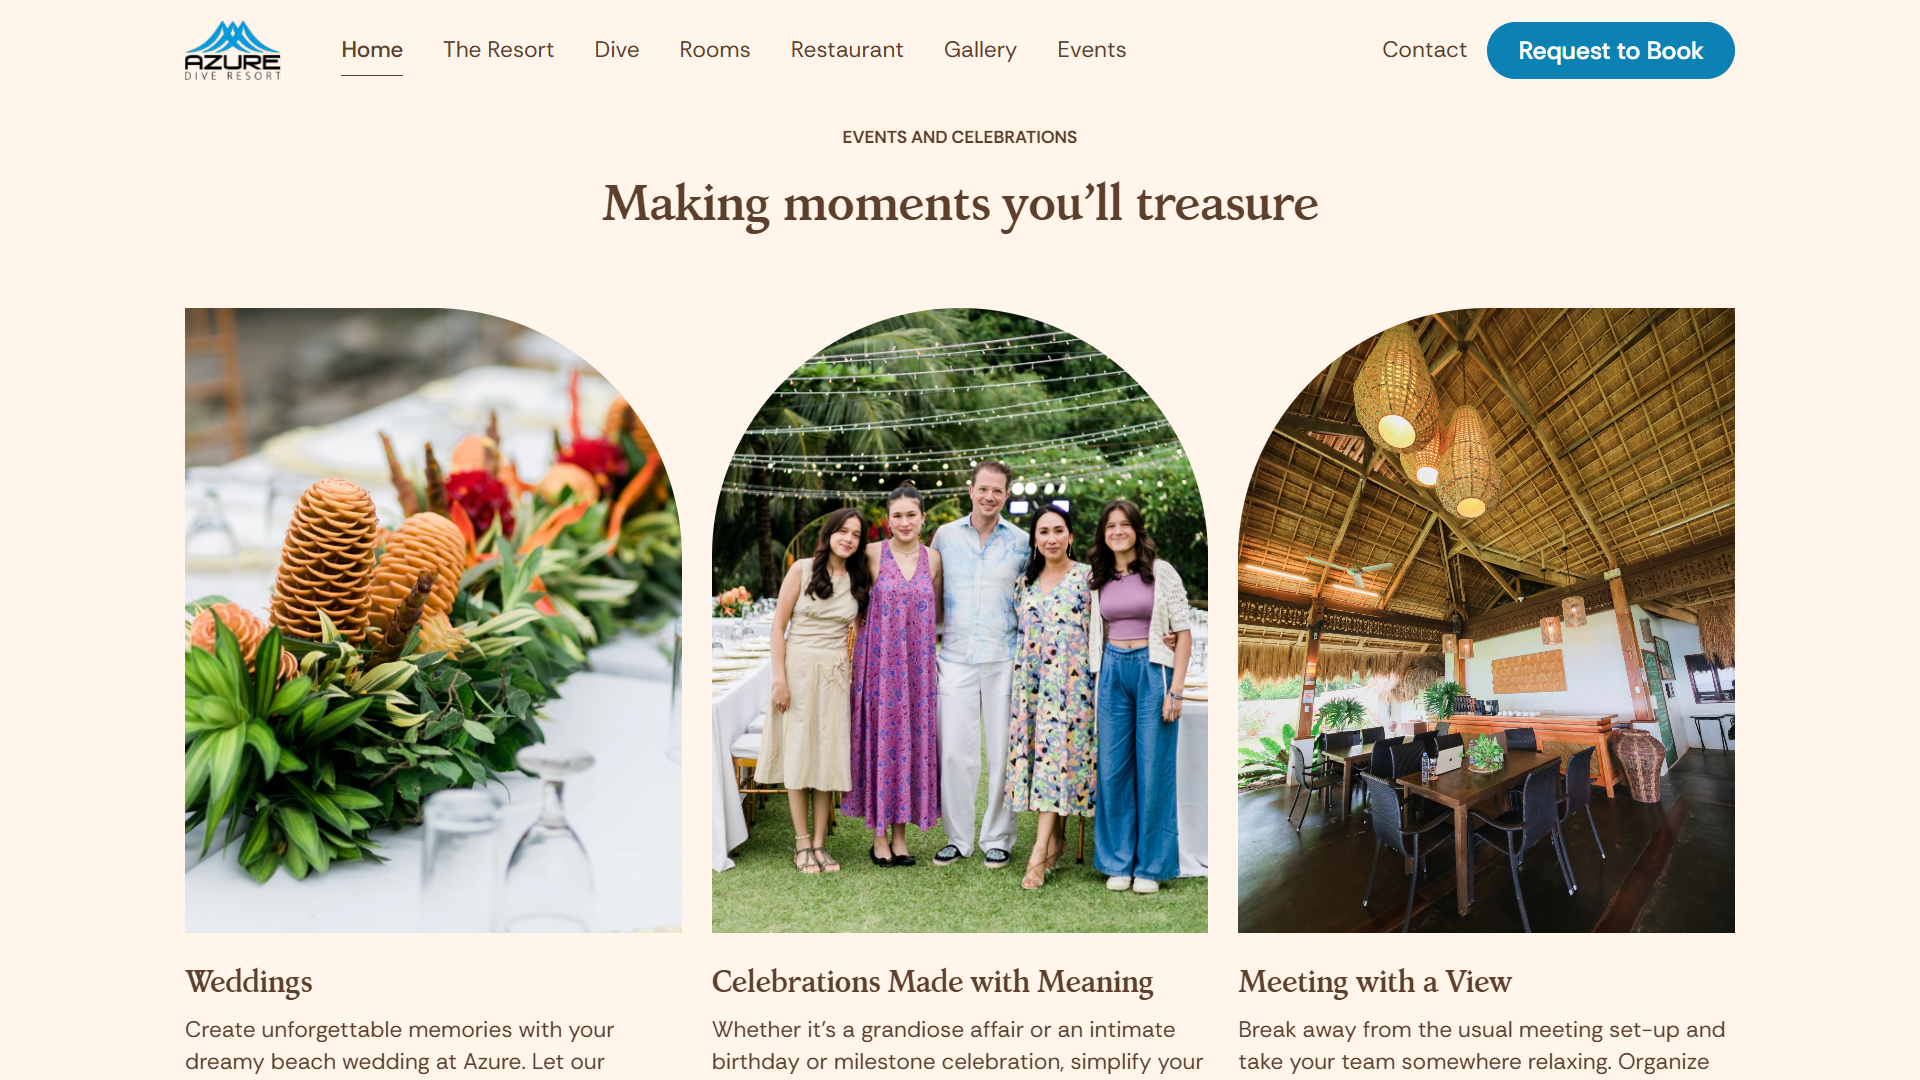 AZURE
DIVE RESORT
Home
The Resort
Dive
Rooms
Restaurant
Gallery
Events
Contact
Request to Book
EVENTS AND CELEBRATIONS
Making moments you’ll treasure
Weddings
Create unforgettable memories with your
dreamy beach wedding at Azure. Let our
Celebrations Made with Meaning
Whether it’s a grandiose affair or an intimate
birthday or milestone celebration, simplify your
Meeting with a View
Break away from the usual meeting set-up and
take your team somewhere relaxing. Organize